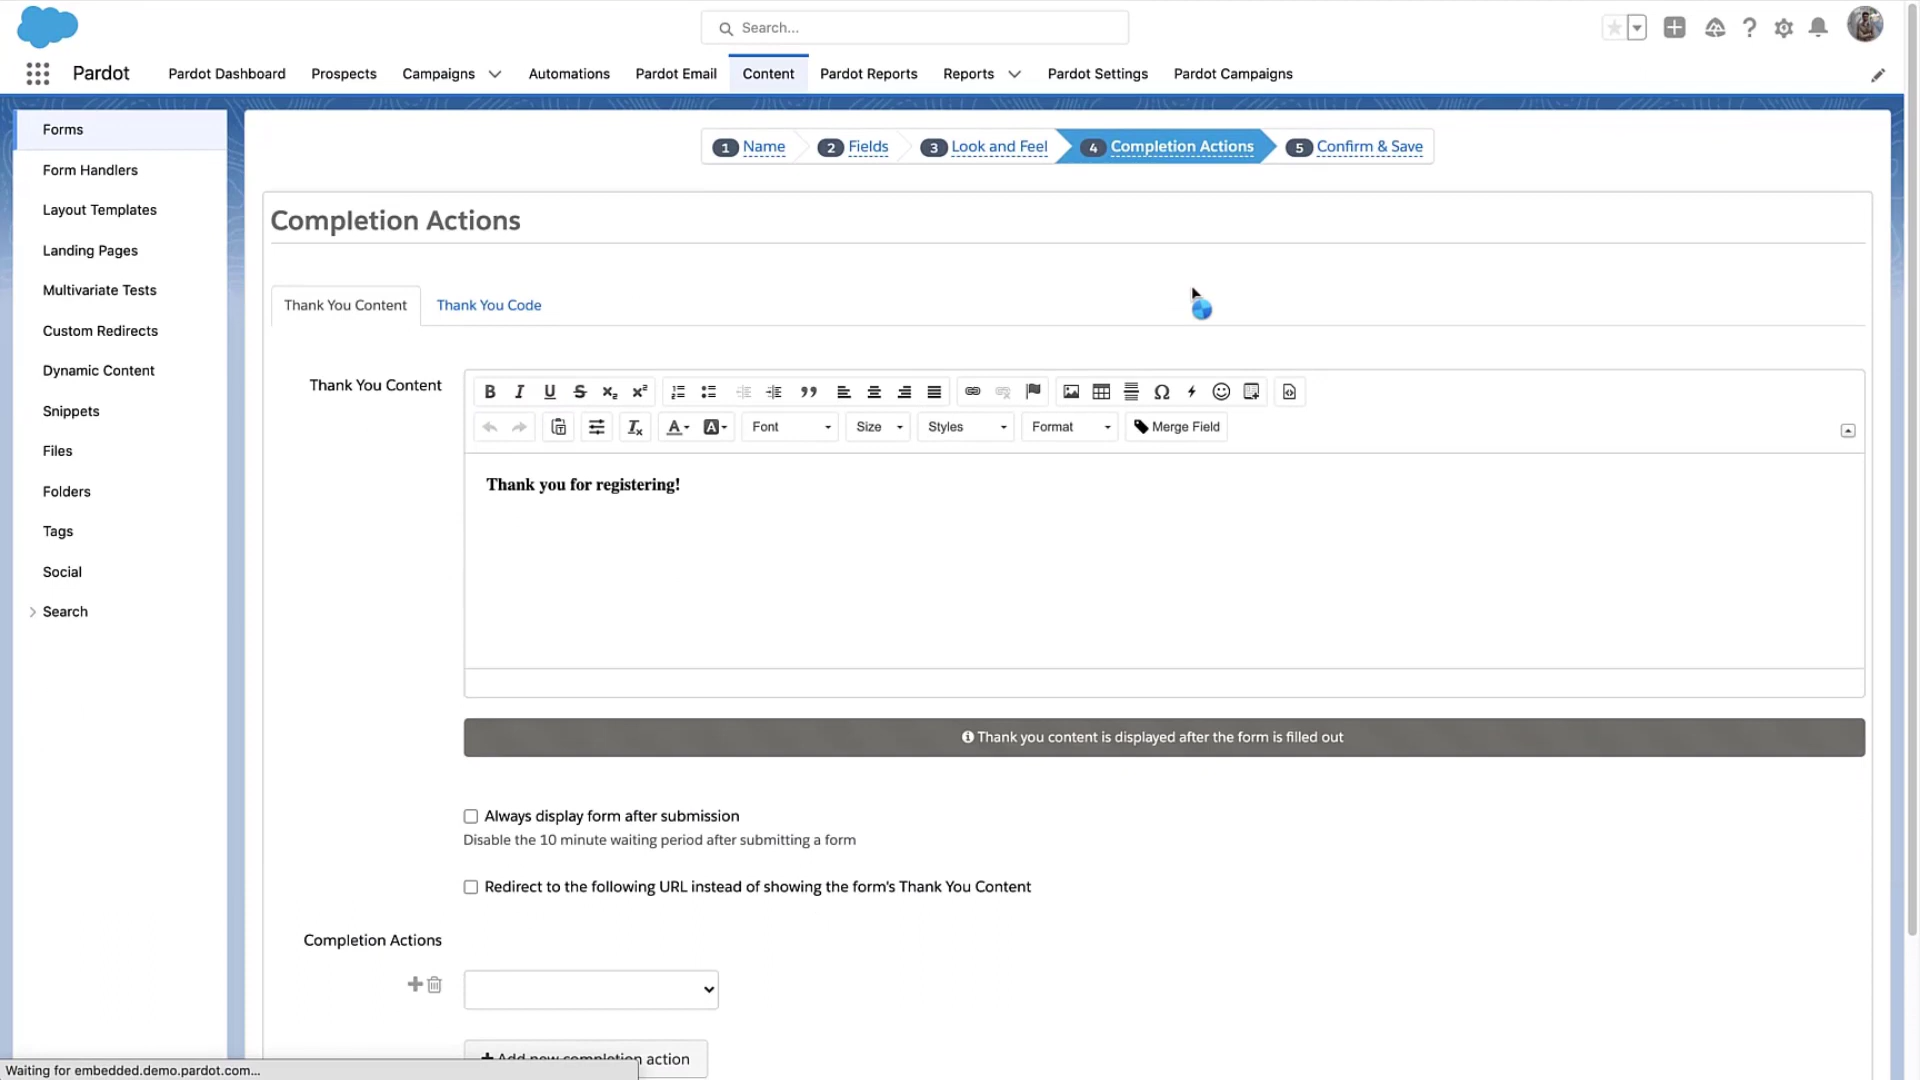 Search...
Pardot
Pardot Dashboard
Prospects
Campaigns
Automations
Pardot Email
Content
Pardot Reports
Reports
Pardot Settings
Pardot Campaigns
Forms
Form Handlers
Layout Templates
Landing Pages
Multivariate Tests
Custom Redirects
Dynamic Content
Snippets
Files
Folders
Tags
Social
Search
1 Name
2 Fields
3 Look and Feel
4 Completion Actions
5 Confirm & Save
Completion Actions
Thank You Content
Thank You Code
Thank You Content
Font
Size
Styles
Format
Merge Field
Thank you for registering!
Thank you content is displayed after the form is filled out
Always display form after submission
Disable the 10 minute waiting period after submitting a form
Redirect to the following URL instead of showing the form's Thank You Content
Completion Actions
Add new completion action
Waiting for embedded.demo.pardot.com...